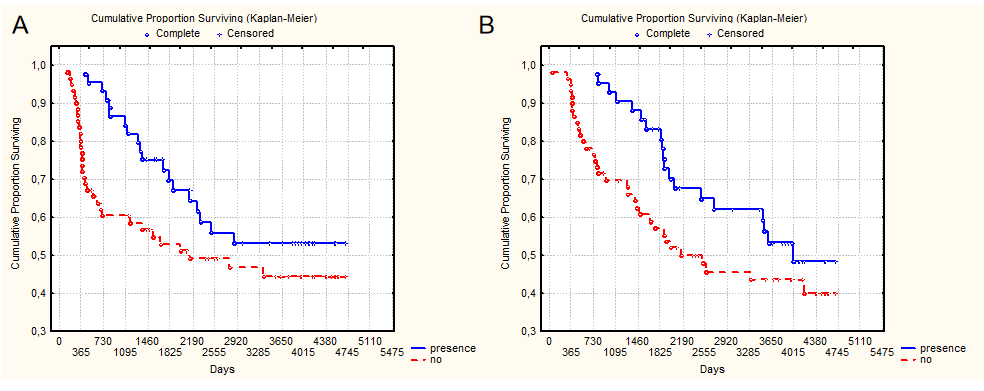 A
Cumulative Proportion Surviving (Kaplan-Meier)
Complete Censored
Cumulative Proportion Surviving
1,0
0,9
0,8
0,7
0,6
0,5
0,4
0,3
0 730 1460 2190 2920 3650 4380 5110
365 1095 1825 2555 3285 4015 4745 5475
Days
presence
no
B
Cumulative Proportion Surviving (Kaplan-Meier)
Complete Censored
Cumulative Proportion Surviving
1,0
0,9
0,8
0,7
0,6
0,5
0,4
0,3
0 730 1460 2190 2920 3650 4380 5110
365 1095 1825 2555 3285 4015 4745 5475
Days
presence
no